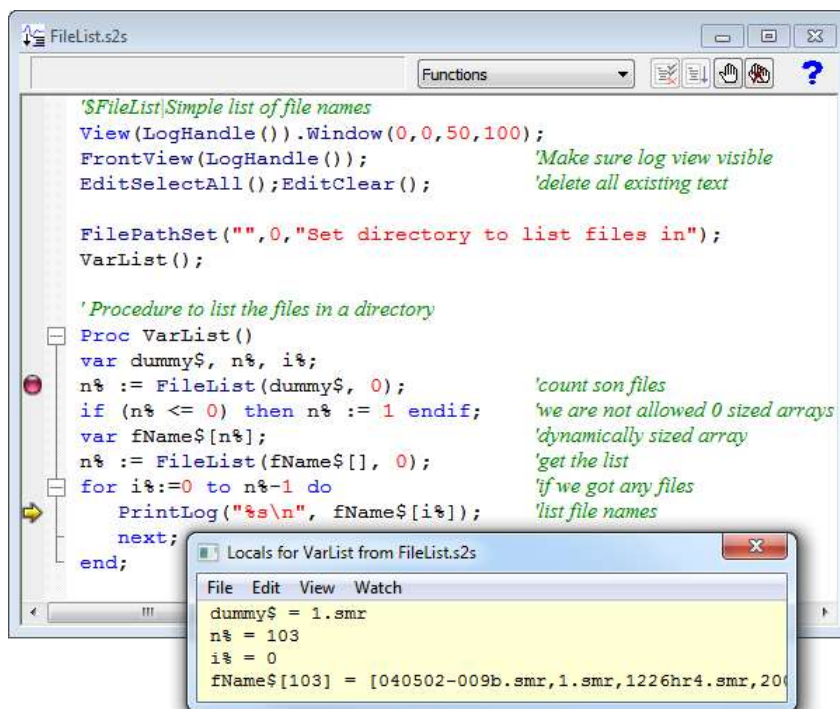 FileList.s2s
Functions
?
'$FileList|Simple list of file names
View(LogHandle()).Window(0,0,50,100);
FrontView(LogHandle()); 'Make sure log view visible
EditSelectAll();EditClear(); 'delete all existing text
FilePathSet("",0,"Set directory to list files in");
VarList();
' Procedure to list the files in a directory
Proc VarList()
var dummy$, n%, i%;
n% := FileList(dummy$, 0); 'count son files
if (n% <= 0) then n% := 1 endif; 'we are not allowed 0 sized arrays
var fName$[n%]; 'dynamically sized array
n% := FileList(fName$[], 0); 'get the list
for i%:=0 to n%-1 do 'if we got any files
PrintLog("%s\n", fName$[i%]); 'list file names
next;
end;
Locals for VarList from FileList.s2s
File Edit View Watch
dummy$ = 1.smr
n% = 103
i% = 0
fName$[103] = [040502-009b.smr,1.smr,1226hr4.smr,200